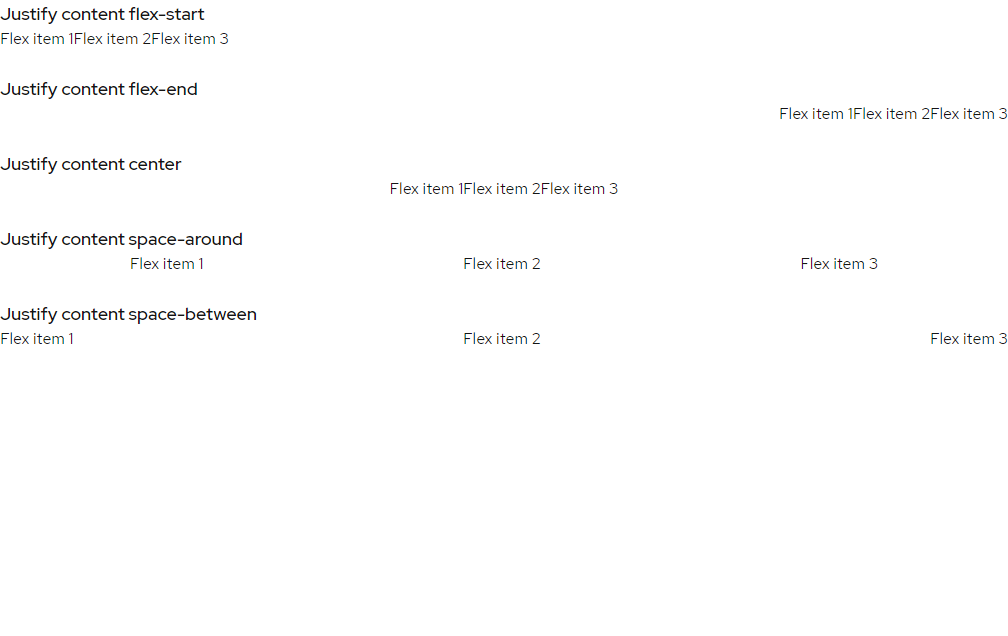 Justify content flex-start
Flex item 1Flex item 2Flex item 3
Justify content flex-end
Flex item 1Flex item 2Flex item 3
Justify content center
Flex item 1Flex item 2Flex item 3
Justify content space-around
Flex item 1 Flex item 2 Flex item 3
Justify content space-between
Flex item 1 Flex item 2 Flex item 3